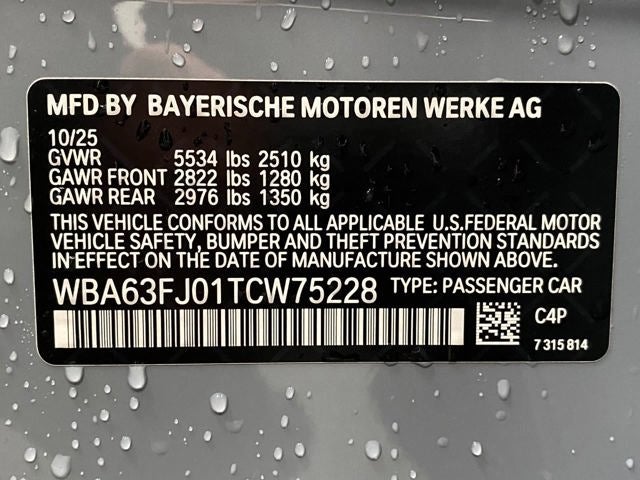 MFD BY BAYERISCHE MOTOREN WERKE AG
10/25
GVWR 5534 lbs 2510 kg
GAWR FRONT 2822 lbs 1280 kg
GAWR REAR 2976 lbs 1350 kg
THIS VEHICLE CONFORMS TO ALL APPLICABLE U.S.FEDERAL MOTOR
VEHICLE SAFETY, BUMPER AND THEFT PREVENTION STANDARDS
IN EFFECT ON THE DATE OF MANUFACTURE SHOWN ABOVE.
WBA63FJ01TCW75228 TYPE: PASSENGER CAR
C4P
7 315 814